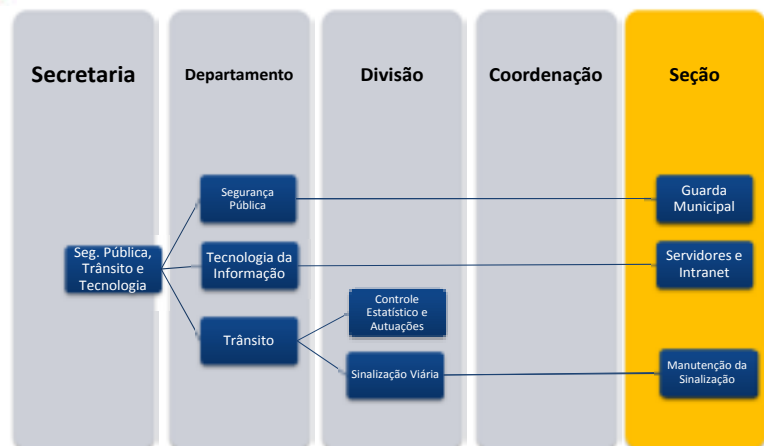 Secretaria
Departamento
Divisão
Coordenação
Seção
Segurança
Pública
Guarda
Municipal
Seg. Pública,
Trânsito e
Tecnologia
Tecnologia da
Informação
Servidores e
Intranet
Controle
Estatístico e
Autuações
Trânsito
Sinalização Viária
Manutenção da
Sinalização